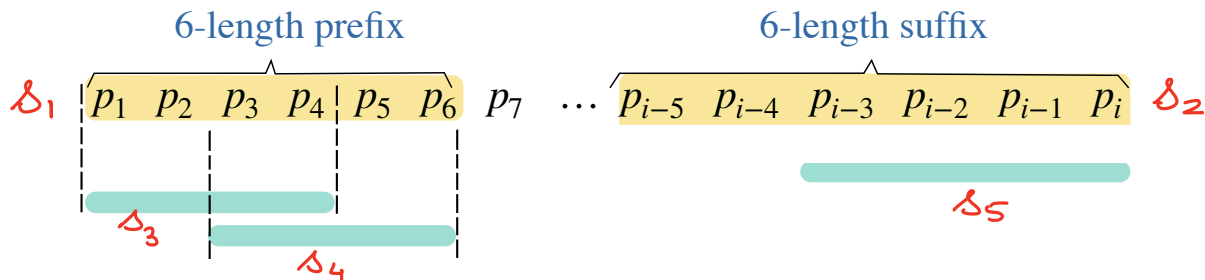 6-length prefix 6-length suffix
s₁ p₁ p₂ p₃ p₄ p₅ p₆ p₇ ⋯ pᵢ₋₅ pᵢ₋₄ pᵢ₋₃ pᵢ₋₂ pᵢ₋₁ pᵢ s₂
s₃ s₅
s₄